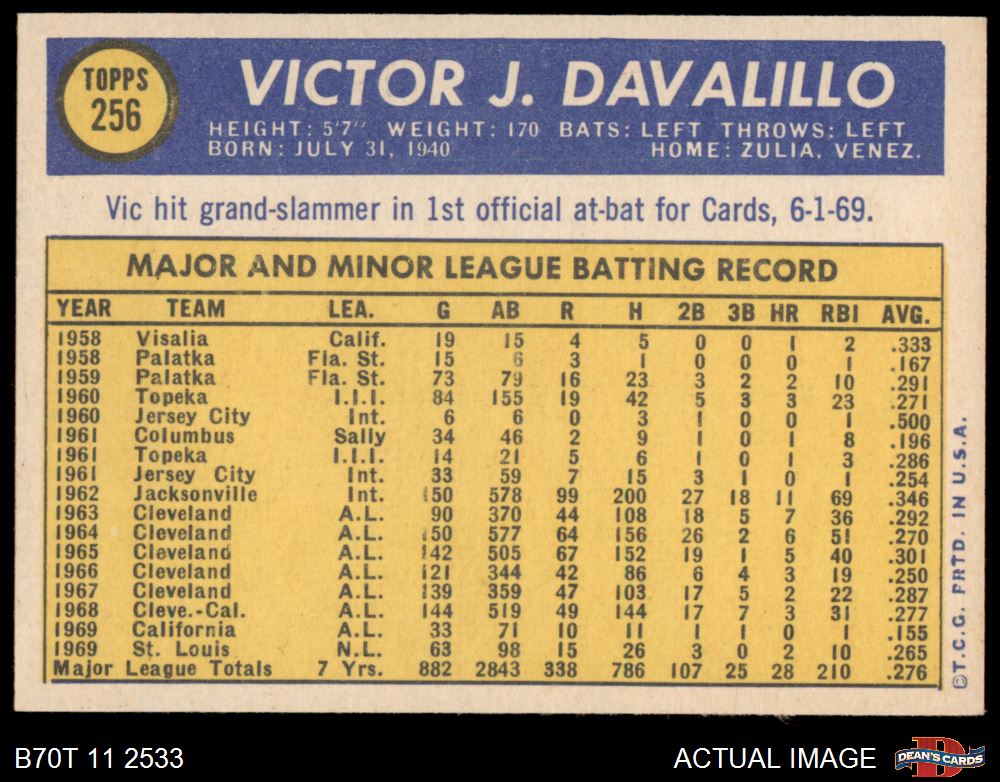 TOPPS
256
VICTOR J. DAVALILLO
HEIGHT: 5'7" WEIGHT: 170 BATS: LEFT THROWS: LEFT
BORN: JULY 31, 1940 HOME: ZULIA, VENEZ.
Vic hit grand-slammer in 1st official at-bat for Cards, 6-1-69.
MAJOR AND MINOR LEAGUE BATTING RECORD
YEAR TEAM LEA. G AB R H 2B 3B HR RBI AVG.
1958 Visalia Calif. 19 15 4 5 0 0 1 2 .333
1958 Palatka Fla. St. 15 6 3 1 0 0 0 1 .167
1959 Palatka Fla. St. 73 79 16 23 3 2 2 10 .291
1960 Topeka I.I.I. 84 155 19 42 5 3 3 23 .271
1960 Jersey City Int. 6 6 0 3 1 0 0 1 .500
1961 Columbus Sally 34 46 2 9 1 0 1 8 .196
1961 Topeka I.I.I. 14 21 5 6 1 0 1 3 .286
1961 Jersey City Int. 33 59 7 15 3 1 0 1 .254
1962 Jacksonville Int. 150 578 99 200 27 18 11 69 .346
1963 Cleveland A.L. 90 370 44 108 18 5 7 36 .292
1964 Cleveland A.L. 150 577 64 156 26 2 6 51 .270
1965 Cleveland A.L. 142 505 67 152 19 1 5 40 .301
1966 Cleveland A.L. 121 344 42 86 6 4 3 19 .250
1967 Cleveland A.L. 139 359 47 103 17 5 2 22 .287
1968 Cleve.-Cal. A.L. 144 519 49 144 17 7 3 31 .277
1969 California A.L. 33 71 10 11 1 1 0 1 .155
1969 St. Louis N.L. 63 98 15 26 3 0 2 10 .265
Major League Totals 7 Yrs. 882 2843 338 786 107 25 28 210 .276
©T.C.G. PRTD. IN U.S.A.
B70T 11 2533
ACTUAL IMAGE
D
DEAN'S CARDS